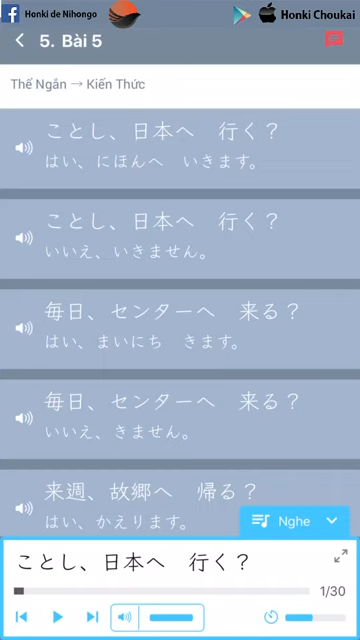 Honki de Nihongo
Honki Choukai
5. Bài 5
Thể Ngắn → Kiến Thức
ことし、日本へ　行く？
はい、にほんへ　いきます。
ことし、日本へ　行く？
いいえ、いきません。
毎日、センターへ　来る？
はい、まいにち　きます。
毎日、センターへ　来る？
いいえ、きません。
来週、故郷へ　帰る？
はい、かえります。
Nghe
ことし、日本へ　行く？
1/30